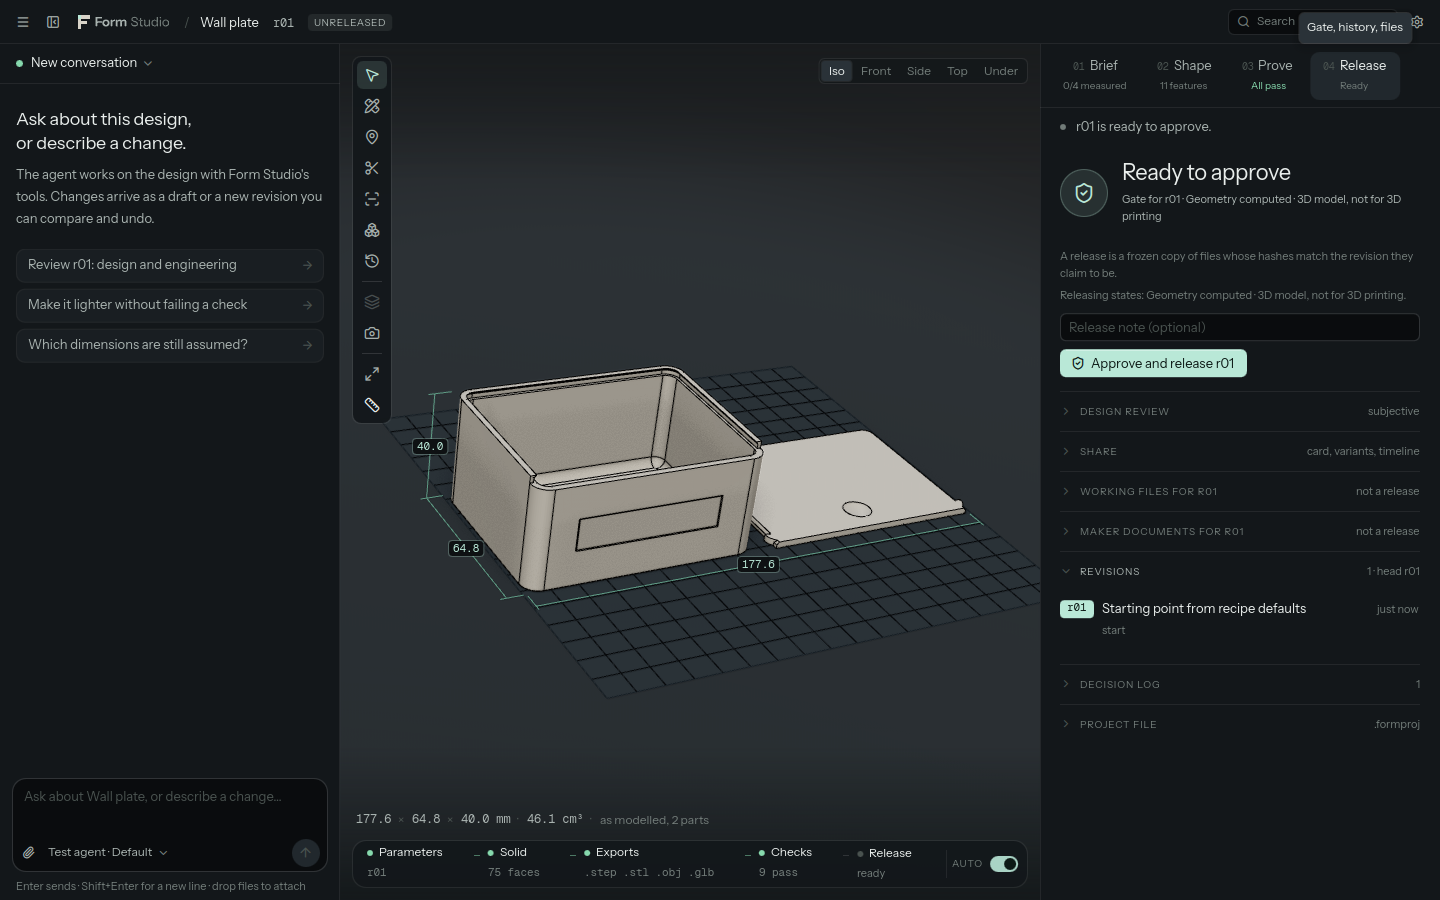 Form Studio / Wall plate r01 UNRELEASED
Search
Gate, history, files
New conversation
Ask about this design,
or describe a change.
The agent works on the design with Form Studio's
tools. Changes arrive as a draft or a new revision you
can compare and undo.
Review r01: design and engineering
Make it lighter without failing a check
Which dimensions are still assumed?
Ask about Wall plate, or describe a change...
Test agent · Default
Enter sends · Shift+Enter for a new line · drop files to attach
Iso Front Side Top Under
40.0
64.8
177.6
177.6 × 64.8 × 40.0 mm · 46.1 cm³ · as modelled, 2 parts
Parameters Solid Exports Checks Release
r01 75 faces .step .stl .obj .glb 9 pass ready
AUTO
01 Brief 02 Shape 03 Prove 04 Release
0/4 measured 11 features All pass Ready
r01 is ready to approve.
Ready to approve
Gate for r01 · Geometry computed · 3D model, not for 3D
printing
A release is a frozen copy of files whose hashes match the revision they
claim to be.
Releasing states: Geometry computed · 3D model, not for 3D printing.
Release note (optional)
Approve and release r01
DESIGN REVIEW subjective
SHARE card, variants, timeline
WORKING FILES FOR R01 not a release
MAKER DOCUMENTS FOR R01 not a release
REVISIONS 1 · head r01
r01 Starting point from recipe defaults just now
start
DECISION LOG 1
PROJECT FILE .formproj